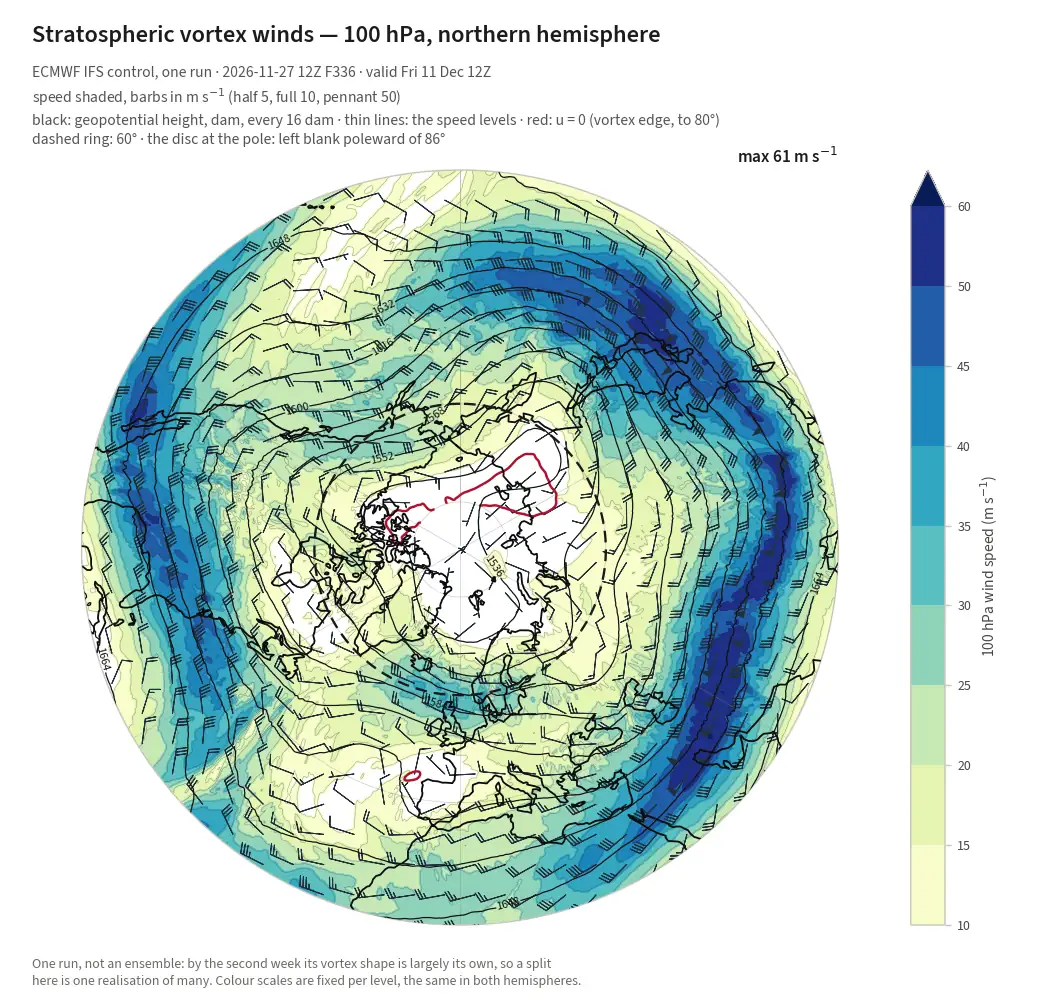 Stratospheric vortex winds — 100 hPa, northern hemisphere
ECMWF IFS control, one run · 2026-11-27 12Z F336 · valid Fri 11 Dec 12Z
speed shaded, barbs in m s⁻¹ (half 5, full 10, pennant 50)
black: geopotential height, dam, every 16 dam · thin lines: the speed levels · red: u = 0 (vortex edge, to 80°)
dashed ring: 60° · the disc at the pole: left blank poleward of 86°
max 61 m s⁻¹
60
50
45
40
35
30
25
20
15
10
100 hPa wind speed (m s⁻¹)
1648
1632
1616
1600
1552
1536
1664
1664
1648
One run, not an ensemble: by the second week its vortex shape is largely its own, so a split
here is one realisation of many. Colour scales are fixed per level, the same in both hemispheres.